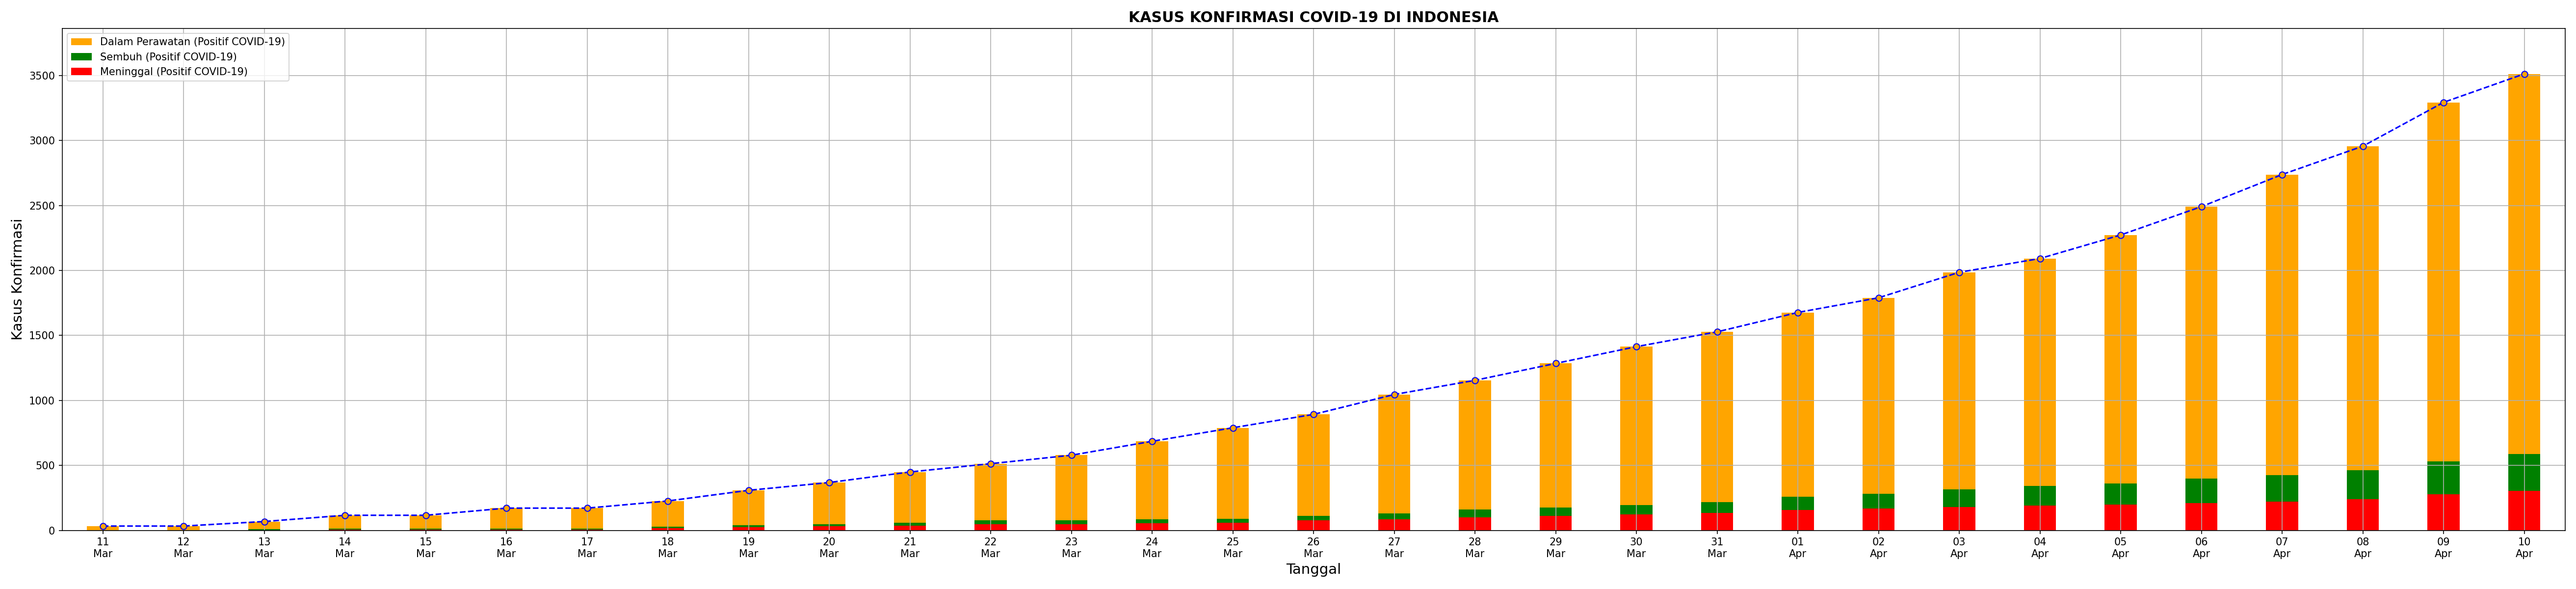 KASUS KONFIRMASI COVID-19 DI INDONESIA
Dalam Perawatan (Positif COVID-19)
Sembuh (Positif COVID-19)
Meninggal (Positif COVID-19)
Kasus Konfirmasi
3500
3000
2500
2000
1500
1000
500
0
11 12 13 14 15 16 17 18 19 20 21 22 23 24 25 26 27 28 29 30 31 01 02 03 04 05 06 07 08 09 10
Mar Mar Mar Mar Mar Mar Mar Mar Mar Mar Mar Mar Mar Mar Mar Mar Mar Mar Mar Mar Mar Apr Apr Apr Apr Apr Apr Apr Apr Apr Apr
Tanggal